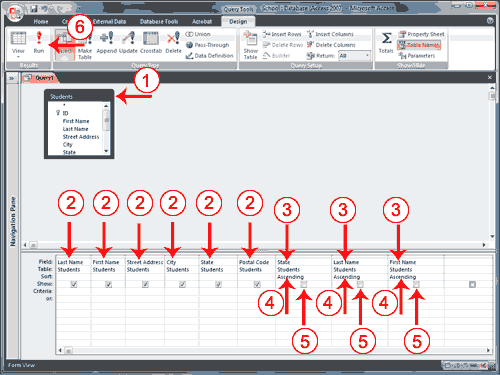 Query Tools School : Database (Access 2007) - Microsoft Access
Home External Data Database Tools Acrobat Design
View Run Select Make Table Append Update Crosstab Delete
Union
Pass-Through
Data Definition
Show Table
Insert Rows
Delete Rows
Builder
Insert Columns
Delete Columns
Return: All
Totals
Property Sheet
Table Names
Parameters
Results Query Type Query Setup Show/Hide
6
1
Query1
Students
*
ID
First Name
Last Name
Street Address
City
State
Navigation Pane
2 2 2 2 2 2 3 3 3
Field: Last Name First Name Street Address City State Postal Code State Last Name First Name
Table: Students Students Students Students Students Students Students Students Students
Sort: Ascending Ascending Ascending
Show:
Criteria:
or:
4 4 4
5 5 5
Form View